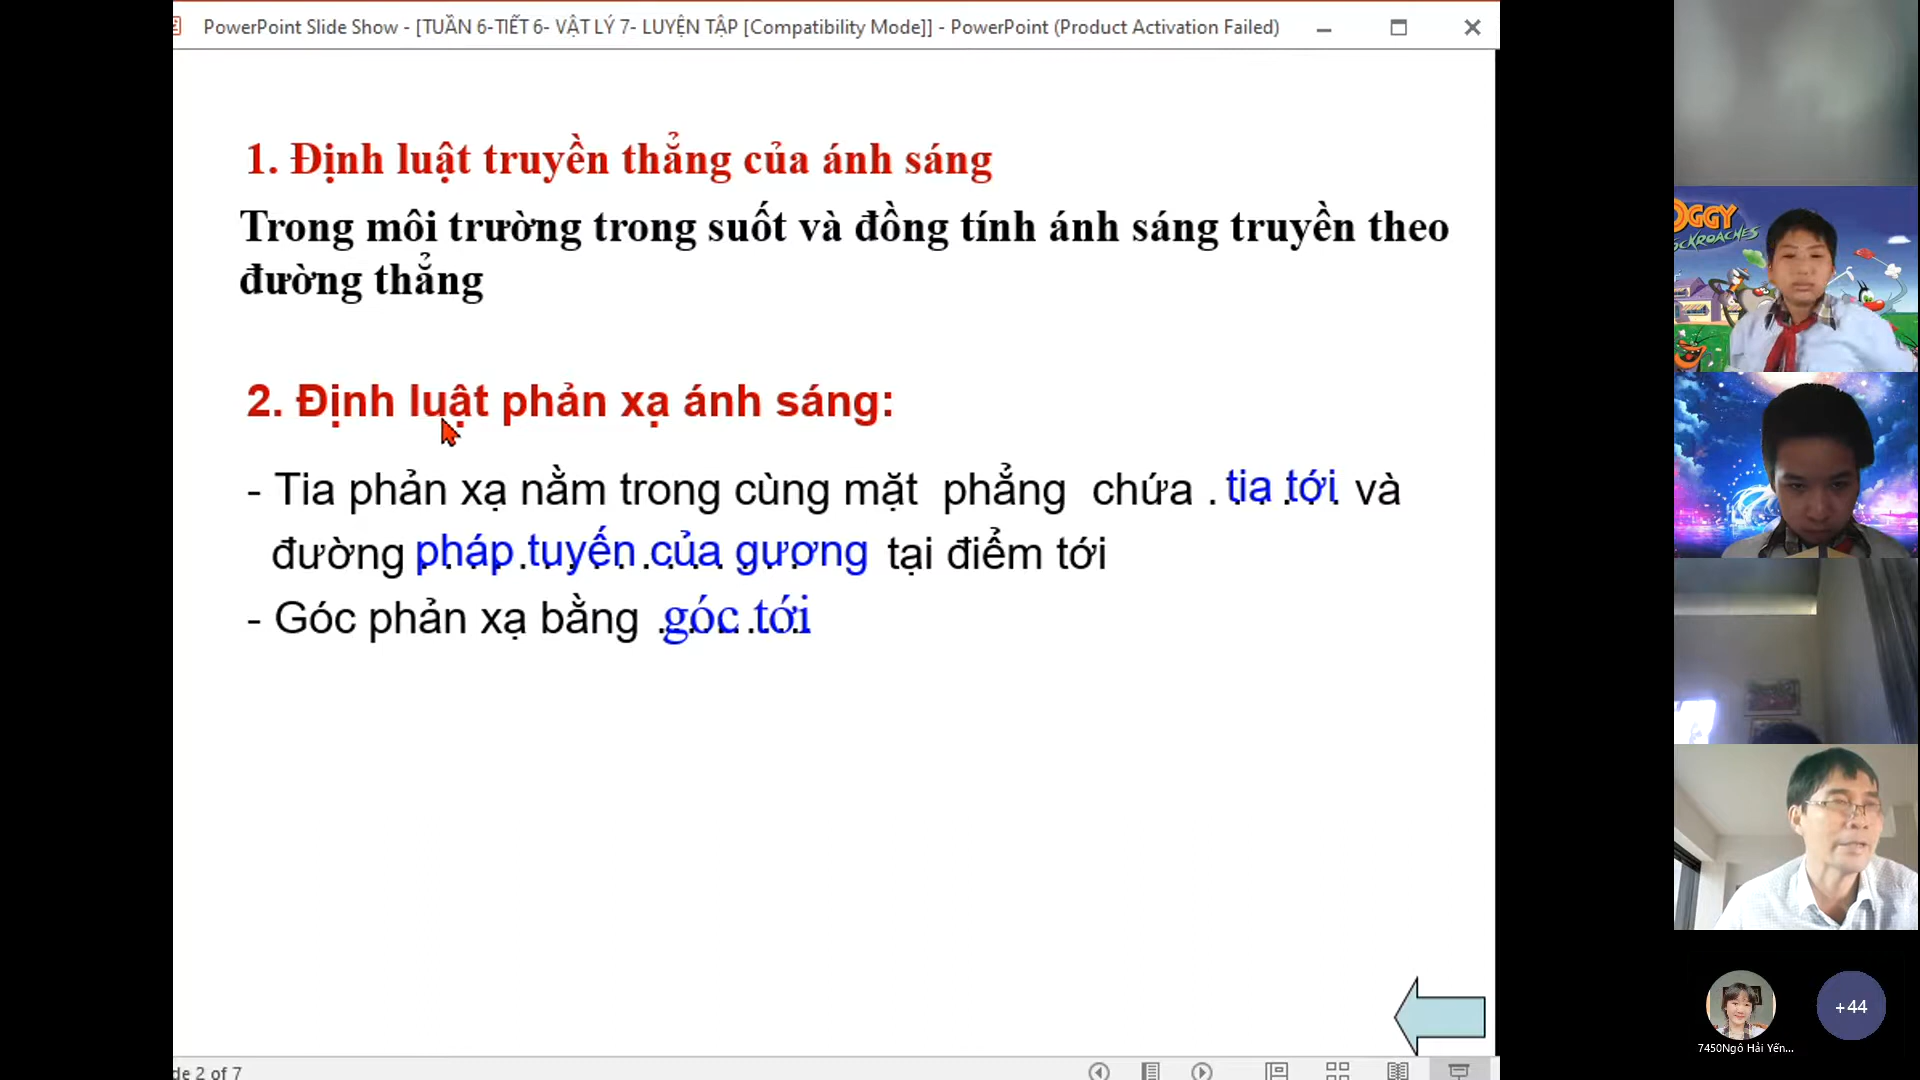 PowerPoint Slide Show - [TUẦN 6-TIẾT 6- VẬT LÝ 7- LUYỆN TẬP [Compatibility Mode]] - PowerPoint (Product Activation Failed)
1. Định luật truyền thẳng của ánh sáng
Trong môi trường trong suốt và đồng tính ánh sáng truyền theo
đường thẳng
2. Định luật phản xạ ánh sáng:
- Tia phản xạ nằm trong cùng mặt phẳng chứa . tia tới và
đường pháp tuyến của gương tại điểm tới
- Góc phản xạ bằng góc tới
de 2 of 7
OGGY
CKROACHES
+44
7450Ngô Hải Yến...